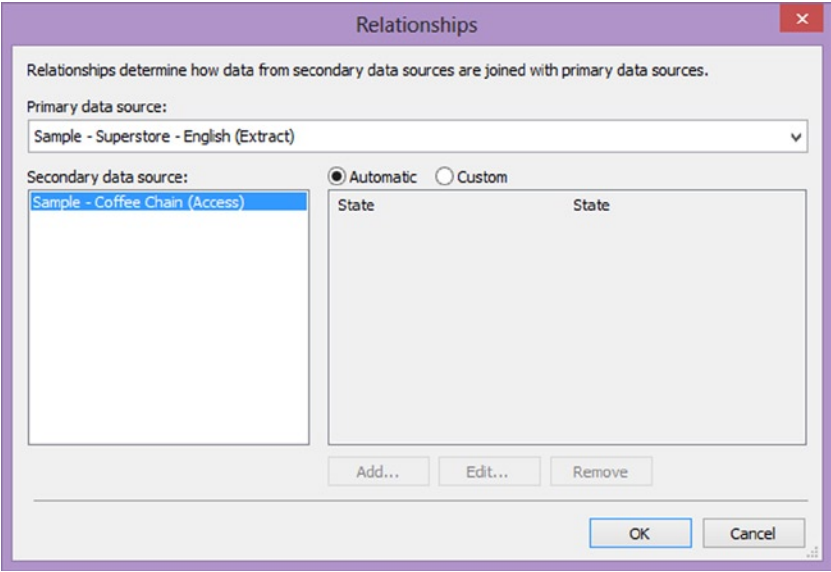 Relationships
Relationships determine how data from secondary data sources are joined with primary data sources.
Primary data source:
Sample - Superstore - English (Extract)
Secondary data source:
Automatic Custom
Sample - Coffee Chain (Access)
State State
Add... Edit... Remove
OK Cancel